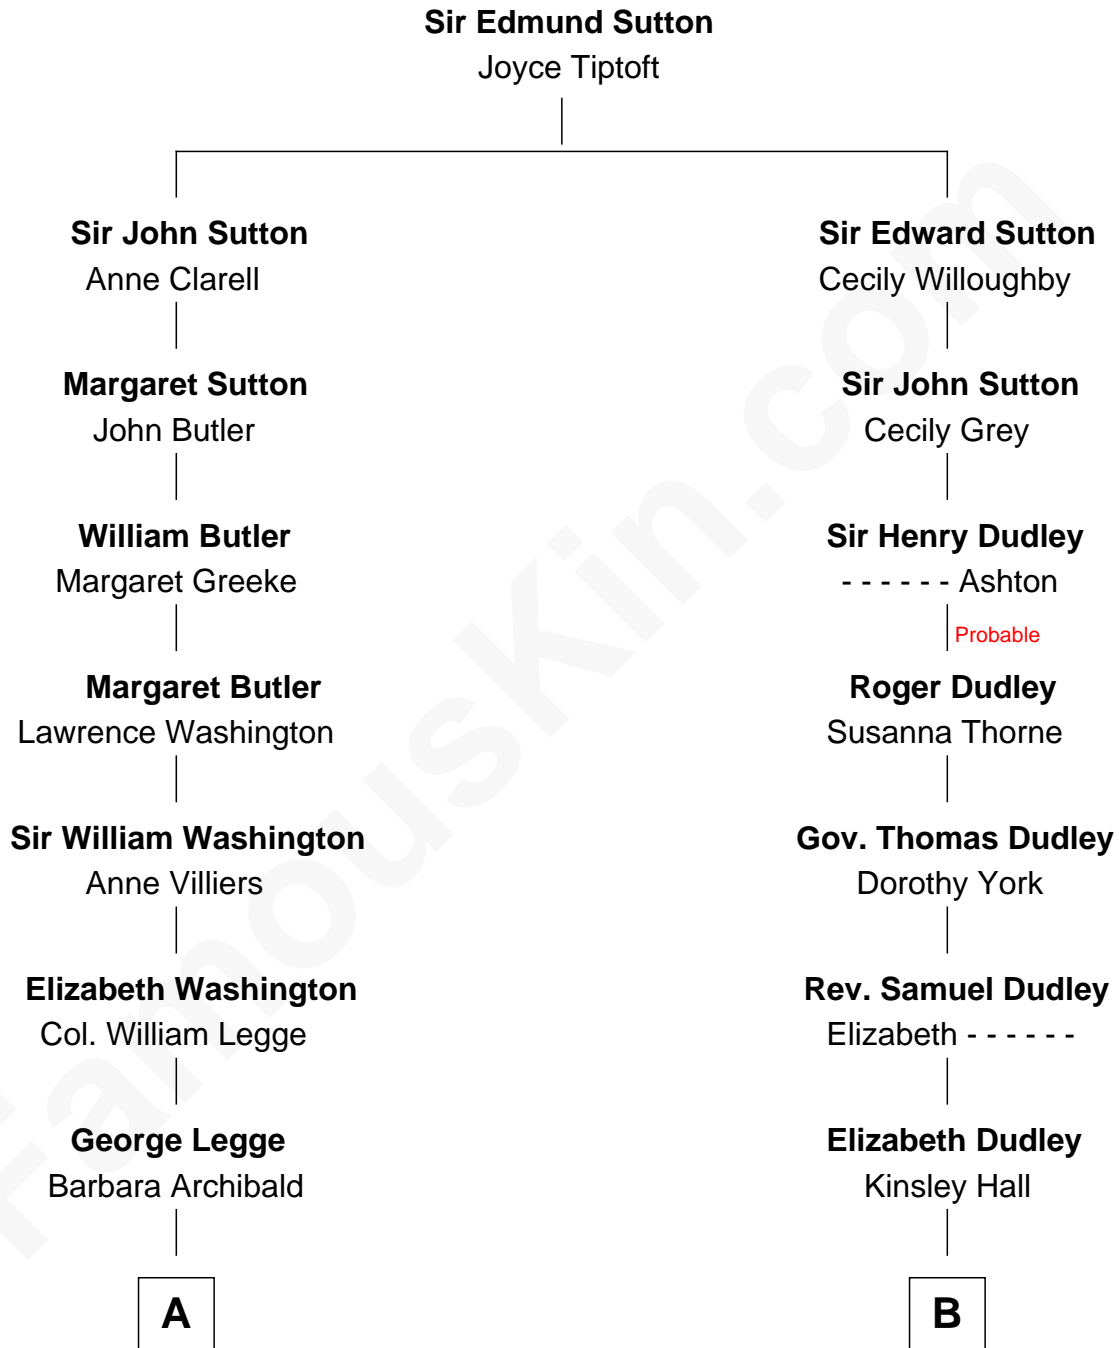 Sir Edmund Sutton
Joyce Tiptoft
Sir John Sutton
Anne Clarell
Margaret Sutton
John Butler
William Butler
Margaret Greeke
Margaret Butler
Lawrence Washington
Sir William Washington
Anne Villiers
Elizabeth Washington
Col. William Legge
George Legge
Barbara Archibald
A
Sir Edward Sutton
Cecily Willoughby
Sir John Sutton
Cecily Grey
Sir Henry Dudley
- - - - - - Ashton
Probable
Roger Dudley
Susanna Thorne
Gov. Thomas Dudley
Dorothy York
Rev. Samuel Dudley
Elizabeth - - - - - -
Elizabeth Dudley
Kinsley Hall
B
FamousKin.com